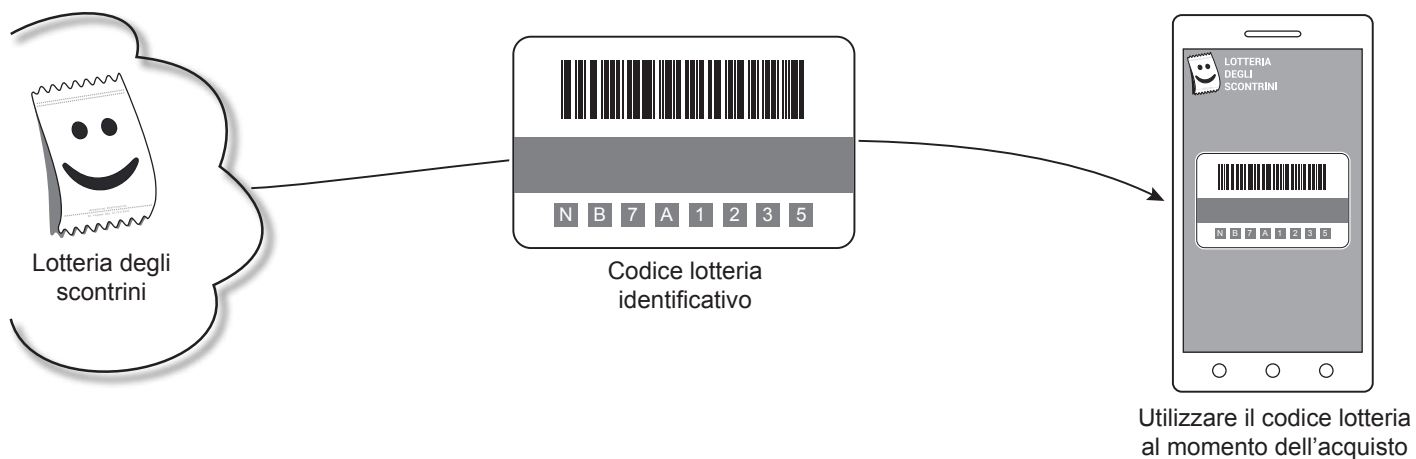 Lotteria degli
scontrini
N B 7 A 1 2 3 5
Codice lotteria
identificativo
LOTTERIA
DEGLI
SCONTRINI
N B 7 A 1 2 3 5
Utilizzare il codice lotteria
al momento dell'acquisto